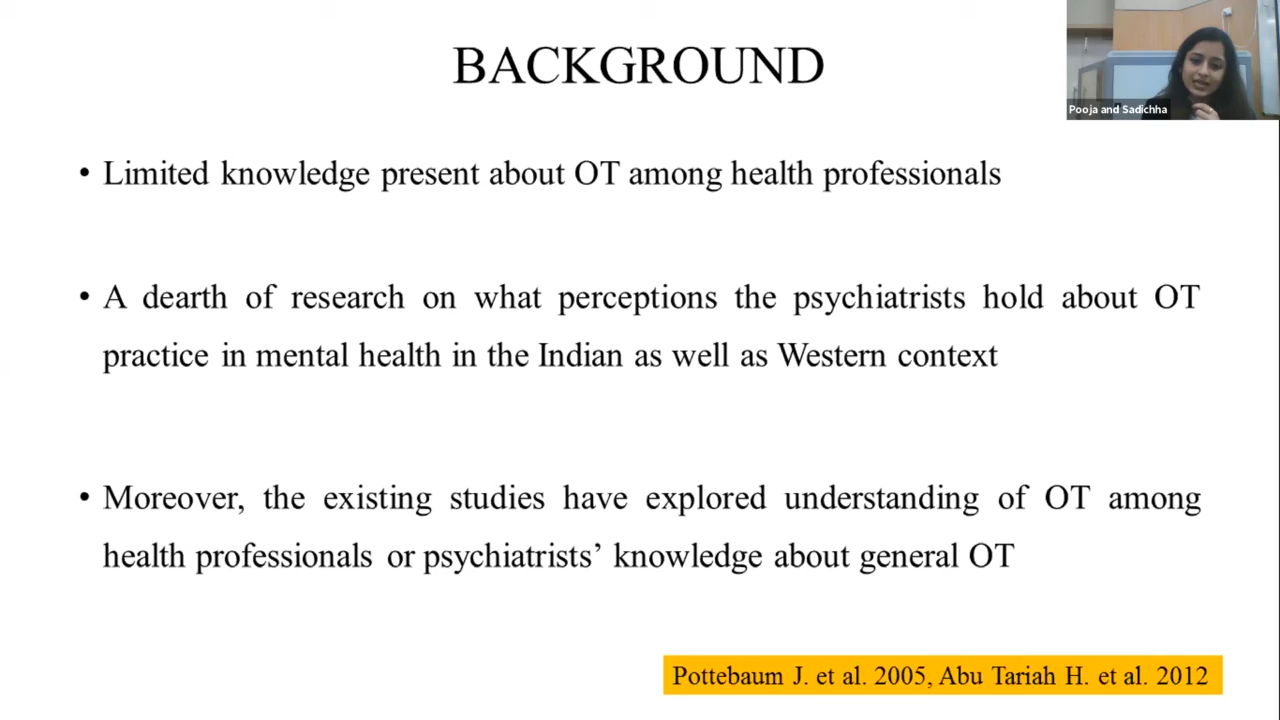 BACKGROUND
Pooja and Sadichha
• Limited knowledge present about OT among health professionals
• A dearth of research on what perceptions the psychiatrists hold about OT
practice in mental health in the Indian as well as Western context
• Moreover, the existing studies have explored understanding of OT among
health professionals or psychiatrists’ knowledge about general OT
Pottebaum J. et al. 2005, Abu Tariah H. et al. 2012